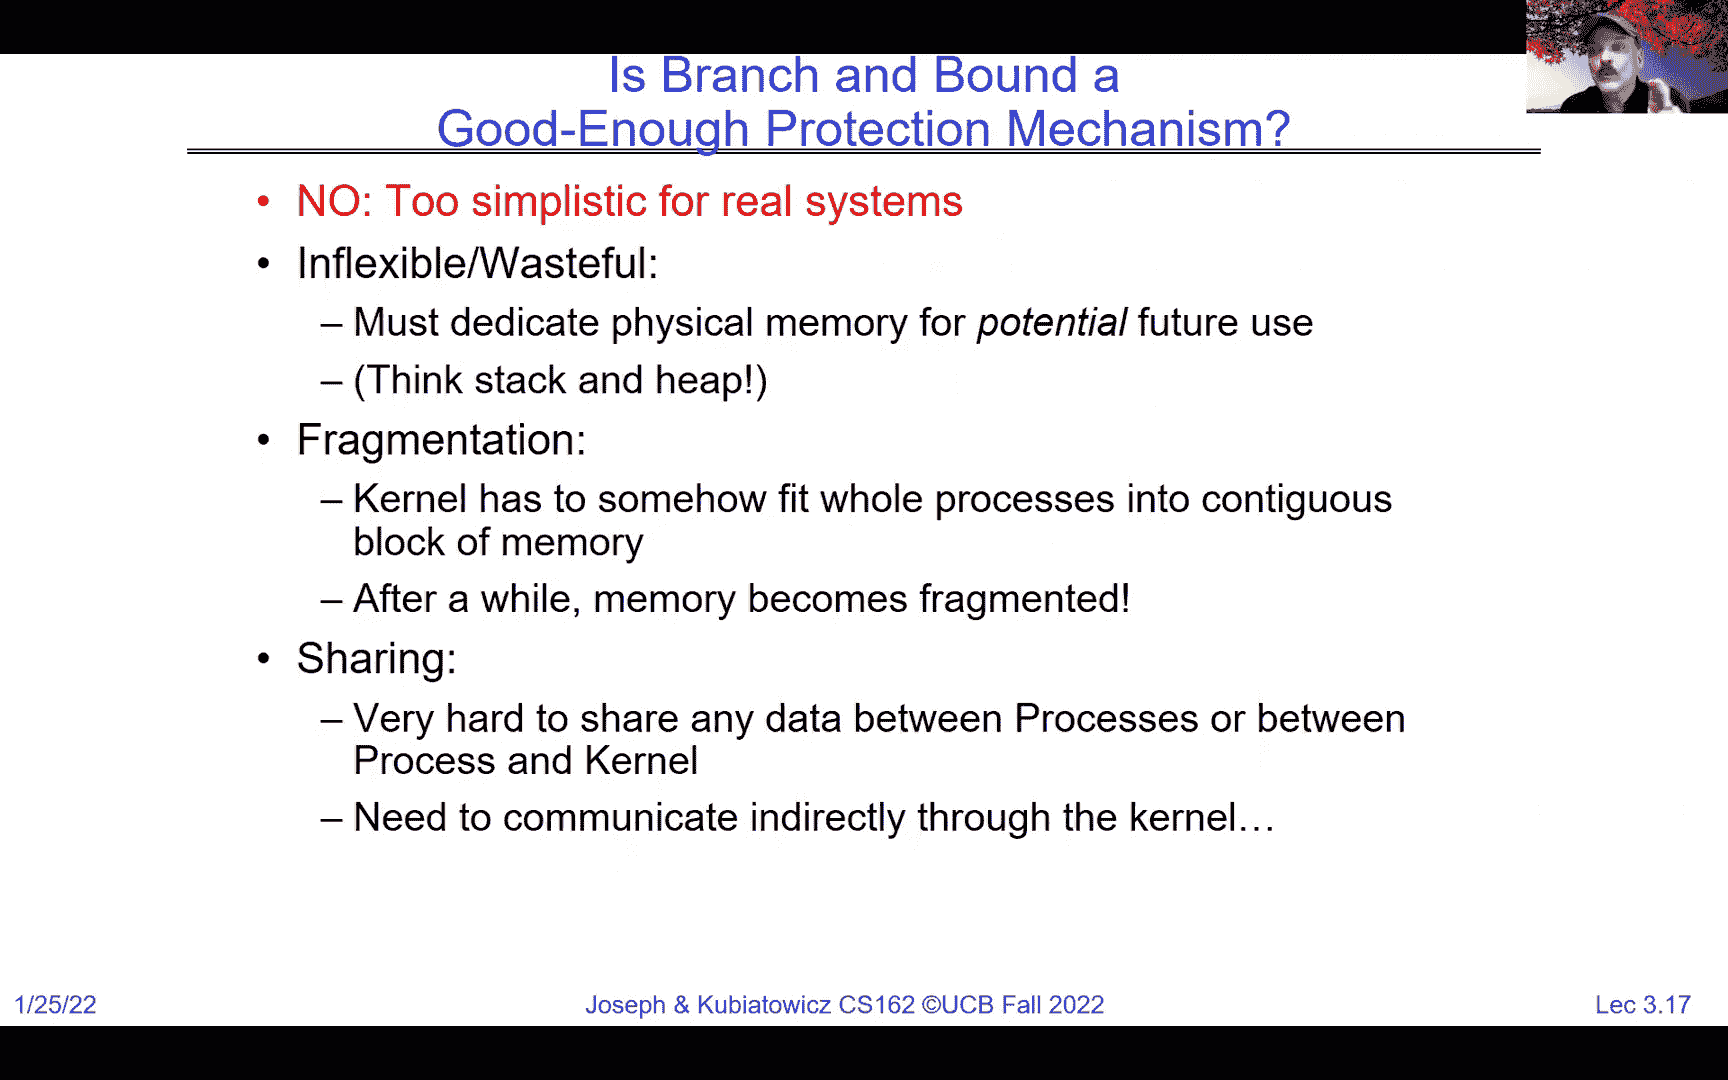 Is Branch and Bound a
Good-Enough Protection Mechanism?
• NO: Too simplistic for real systems
• Inflexible/Wasteful:
– Must dedicate physical memory for potential future use
– (Think stack and heap!)
• Fragmentation:
– Kernel has to somehow fit whole processes into contiguous
block of memory
– After a while, memory becomes fragmented!
• Sharing:
– Very hard to share any data between Processes or between
Process and Kernel
– Need to communicate indirectly through the kernel…
1/25/22
Joseph & Kubiatowicz CS162 ©UCB Fall 2022
Lec 3.17